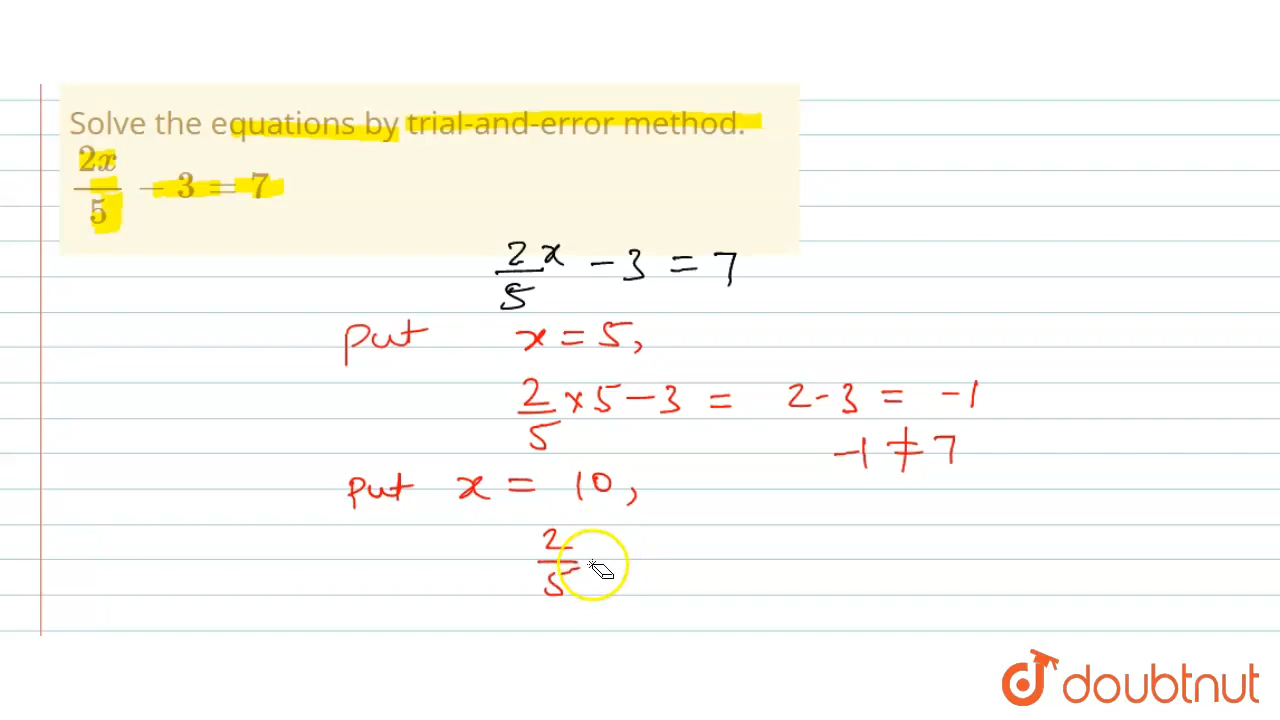 Solve the equations by trial-and-error method.
2x/5 − 3 = 7
2x/5 − 3 = 7
Put x = 5,
2/5 × 5 − 3 = 2 - 3 = −1
−1 ≠ 7
put x = 10,
2/5
doubtnut